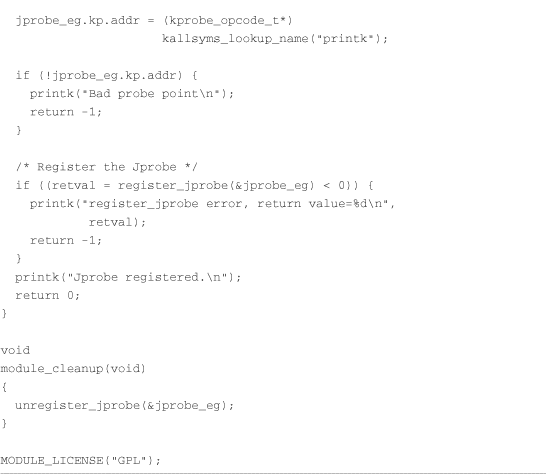 jprobe_eg.kp.addr = (kprobe_opcode_t*)
kallsyms_lookup_name("printk");
if (!jprobe_eg.kp.addr) {
printk("Bad probe point\n");
return -1;
}
/* Register the Jprobe */
if ((retval = register_jprobe(&jprobe_eg) < 0)) {
printk("register_jprobe error, return value=%d\n",
retval);
return -1;
}
printk("Jprobe registered.\n");
return 0;
}
void
module_cleanup(void)
{
unregister_jprobe(&jprobe_eg);
}
MODULE_LICENSE("GPL");